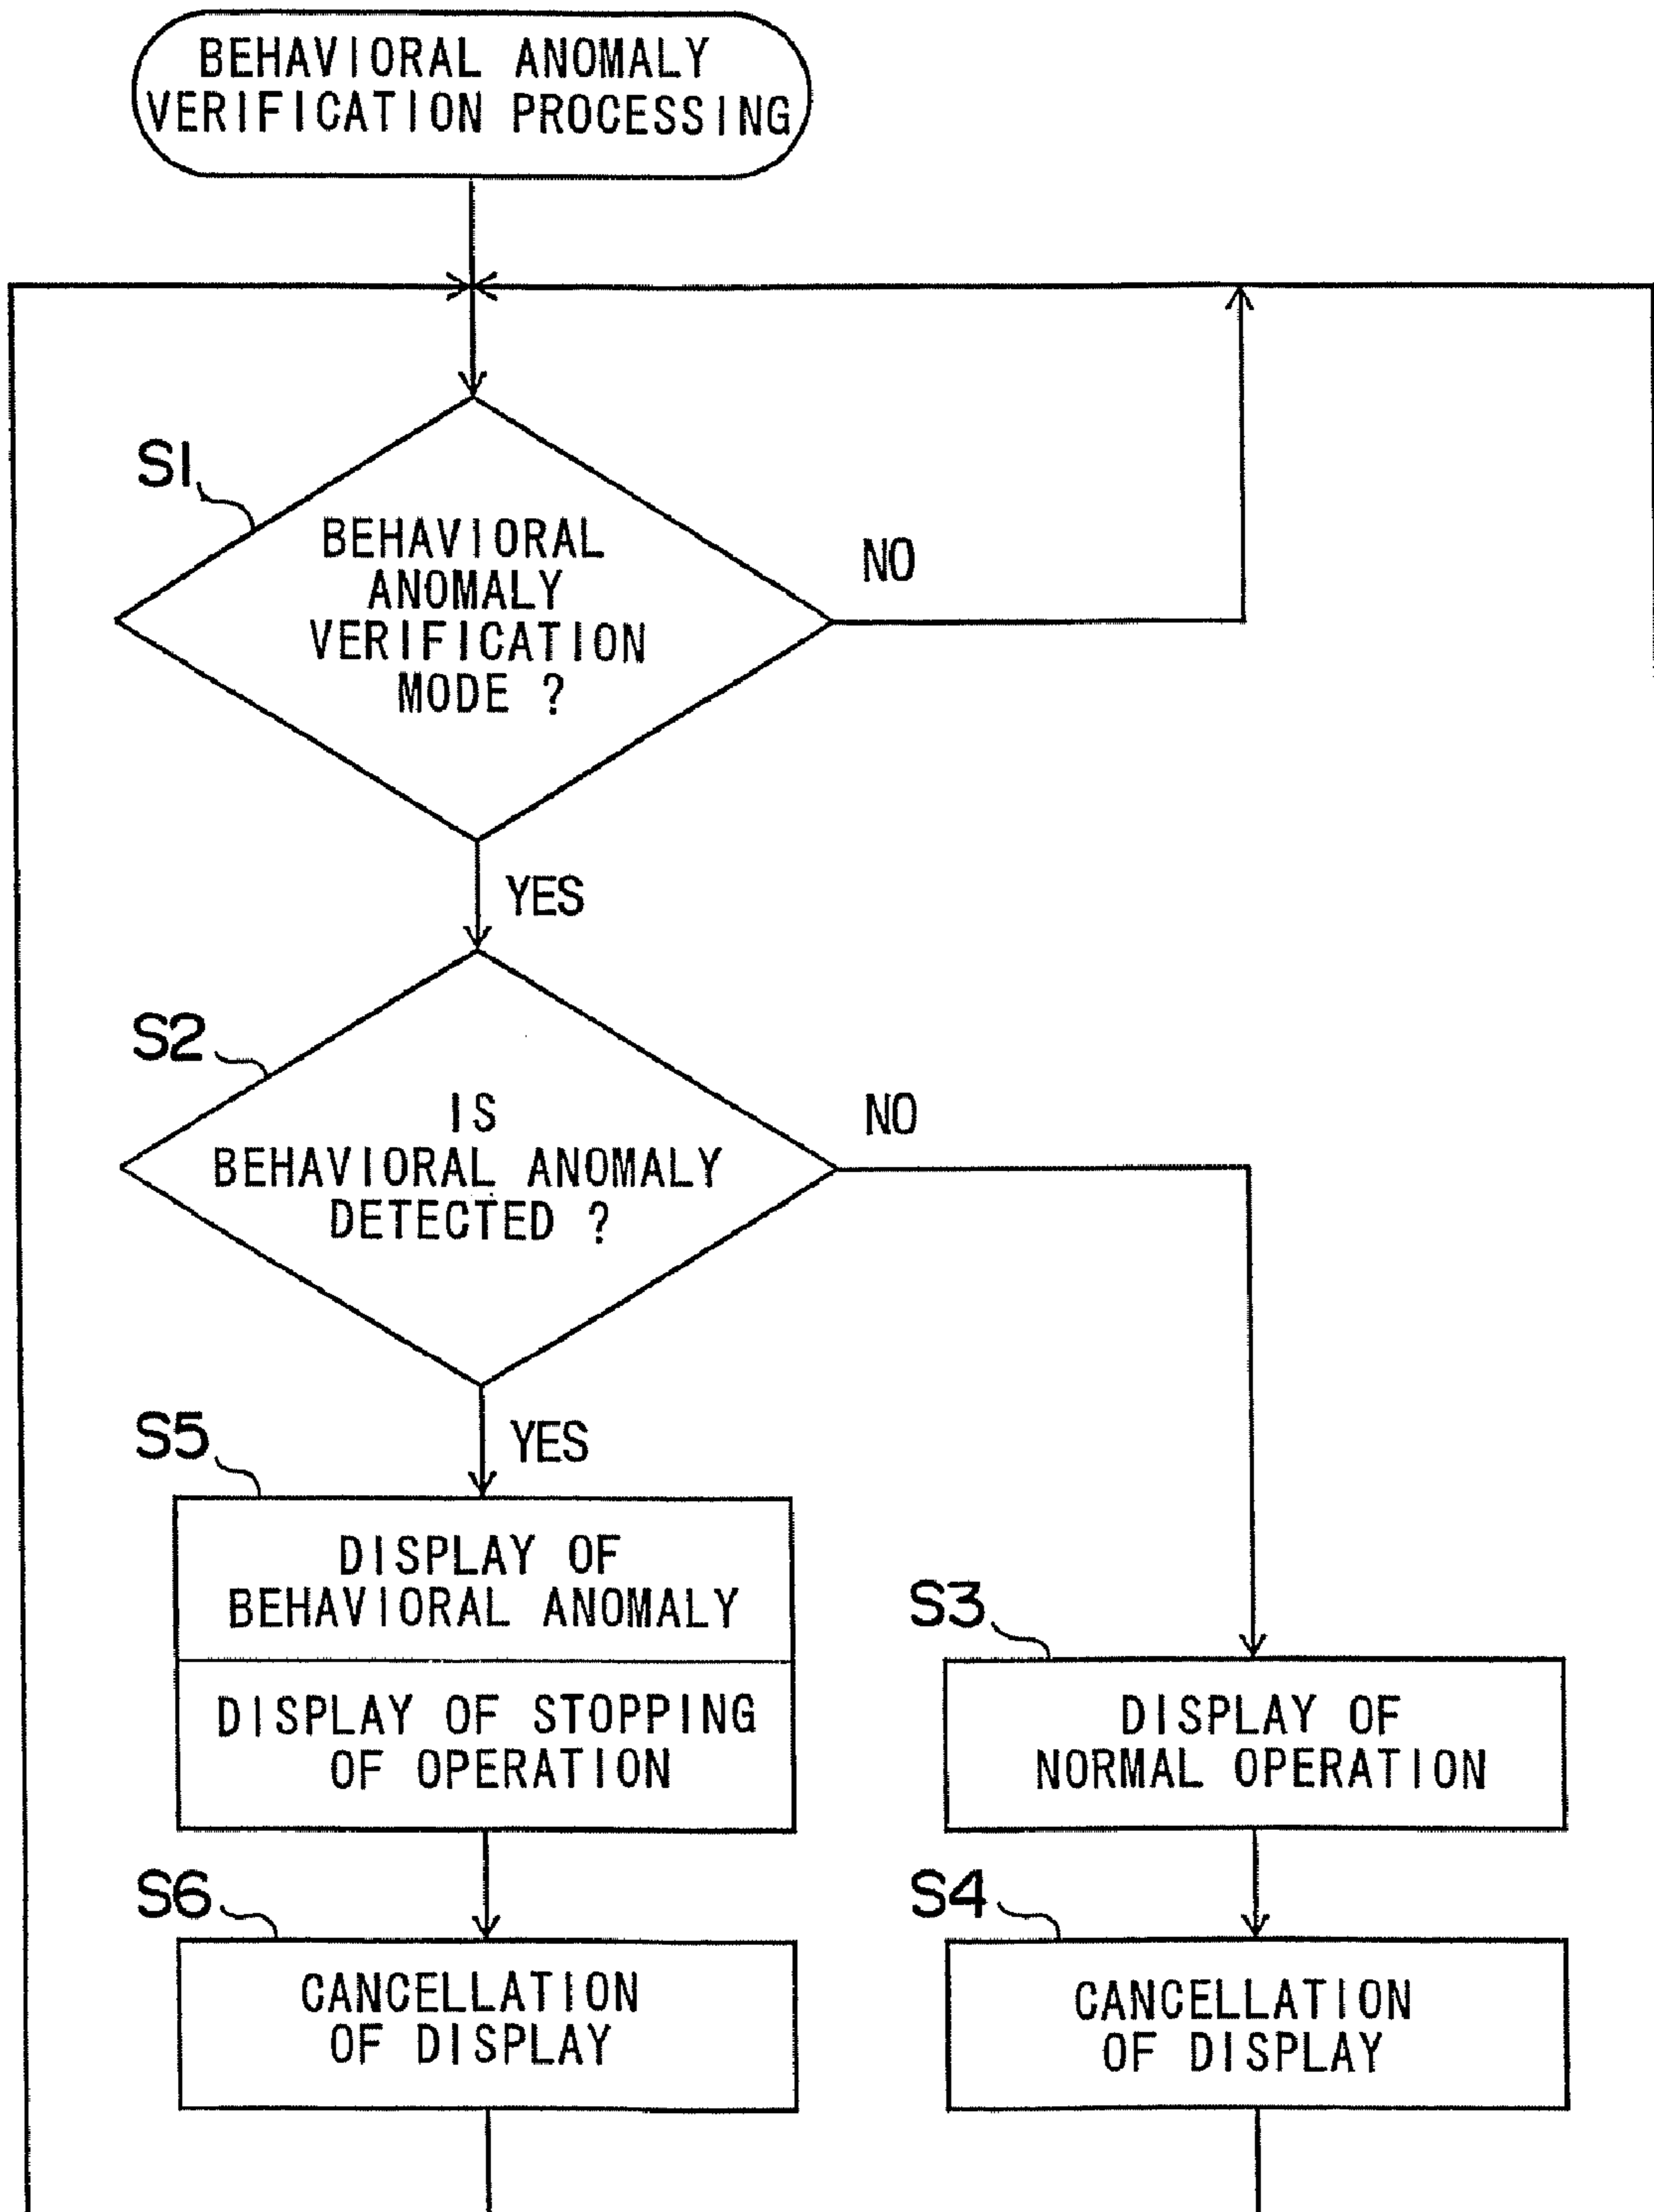 BEHAVIORAL ANOMALY
VERIFICATION PROCESSING
S1
BEHAVIORAL
ANOMALY
VERIFICATION
MODE ?
NO
YES
S2
IS
BEHAVIORAL ANOMALY
DETECTED ?
NO
YES
S5
DISPLAY OF
BEHAVIORAL ANOMALY
DISPLAY OF STOPPING
OF OPERATION
S3
DISPLAY OF
NORMAL OPERATION
S6
CANCELLATION
OF DISPLAY
S4
CANCELLATION
OF DISPLAY